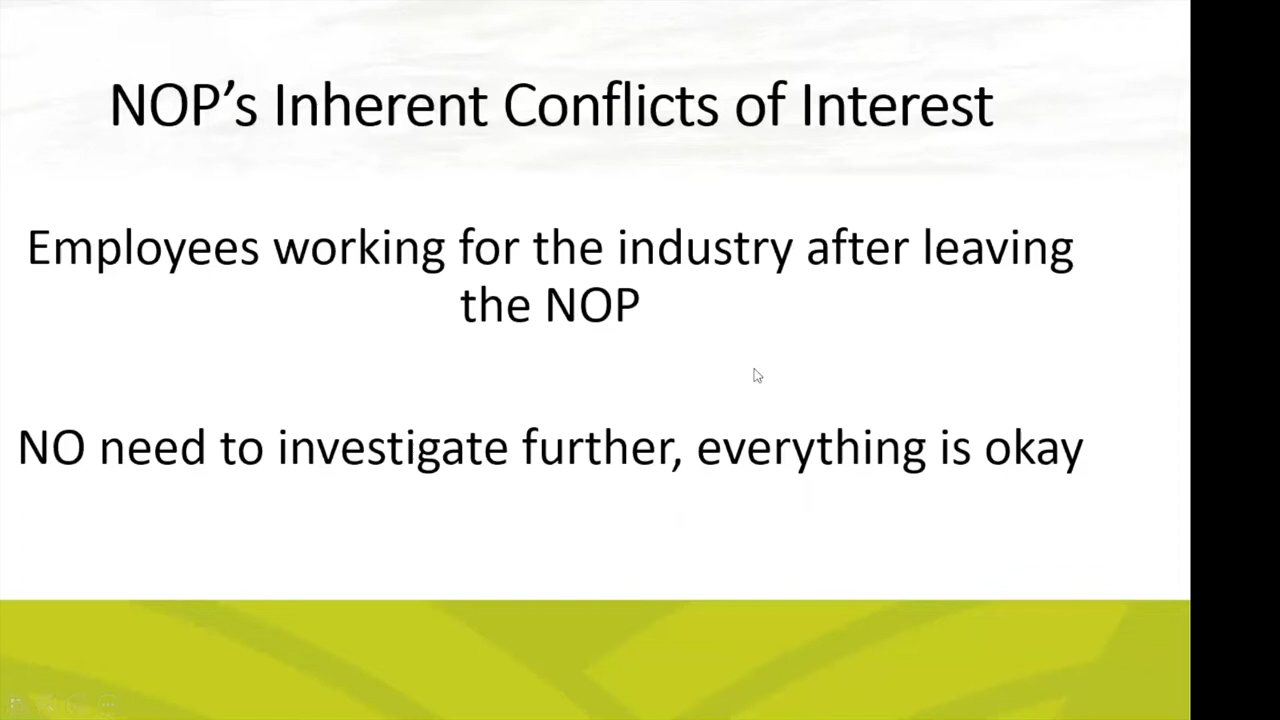 NOP’s Inherent Conflicts of Interest
Employees working for the industry after leaving
the NOP
NO need to investigate further, everything is okay